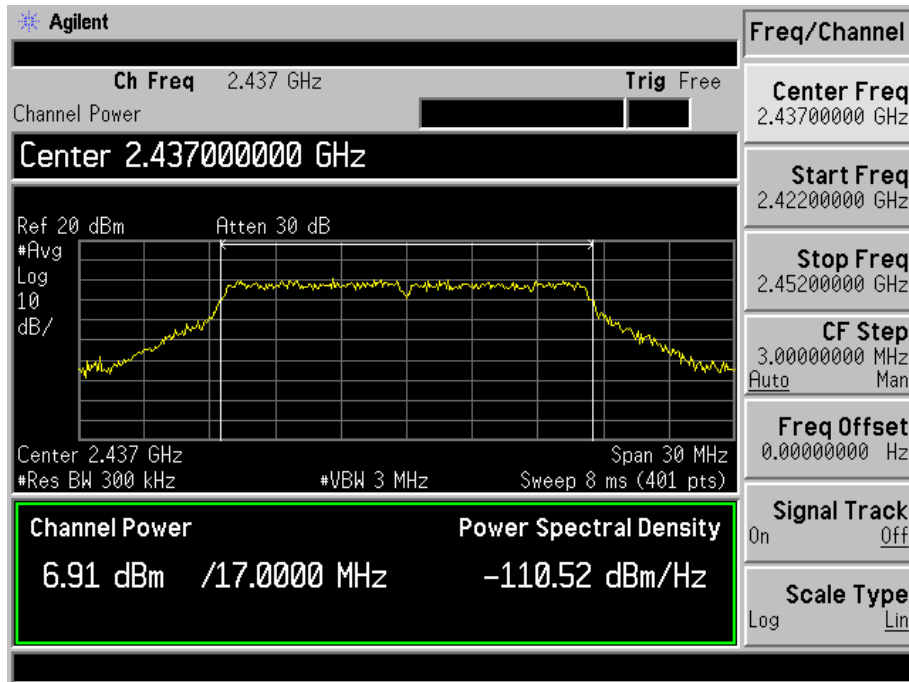 Agilent
Freq/Channel
Ch Freq 2.437 GHz Trig Free
Channel Power
Center 2.437000000 GHz
Ref 20 dBm Atten 30 dB
#Avg
Log
10
dB/
Center 2.437 GHz Span 30 MHz
#Res BW 300 kHz #VBW 3 MHz Sweep 8 ms (401 pts)
Channel Power Power Spectral Density
6.91 dBm /17.0000 MHz -110.52 dBm/Hz
Center Freq
2.43700000 GHz
Start Freq
2.42200000 GHz
Stop Freq
2.45200000 GHz
CF Step
3.00000000 MHz
Auto Man
Freq Offset
0.00000000 Hz
Signal Track
On Off
Scale Type
Log Lin